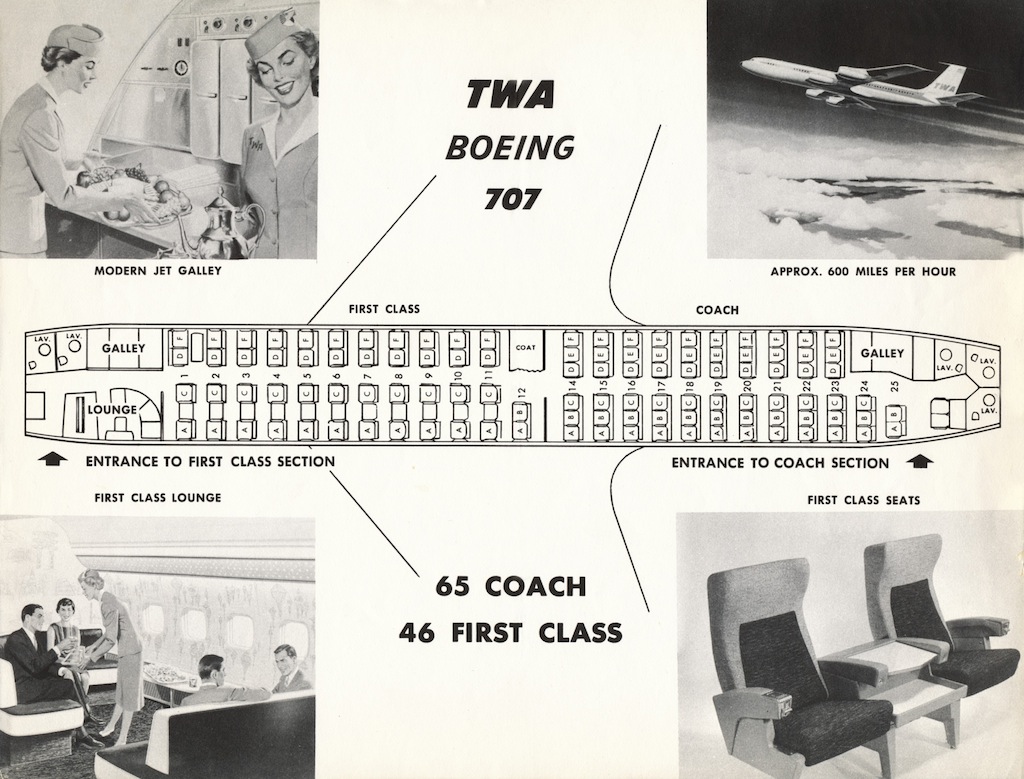 TWA
BOEING
707
TWA
TWA
MODERN JET GALLEY
APPROX. 600 MILES PER HOUR
FIRST CLASS
COACH
LAV.
LAV.
GALLEY
D F D F D F D F D F D F D F D F D F D F D F
COAT
D E F D E F D E F D E F D E F D E F D E F D E F D E F D E F
GALLEY
LAV.
LAV.
1 2 3 4 5 6 7 8 9 10 11 12 14 15 16 17 18 19 20 21 22 23 24 25
LOUNGE
A C A C A C A C A C A C A C A C A C A C A C A B C
A B C A B C A B C A B C A B C A B C A B C A B C A B C A B C A B C A B
LAV.
ENTRANCE TO FIRST CLASS SECTION
ENTRANCE TO COACH SECTION
FIRST CLASS LOUNGE
FIRST CLASS SEATS
65 COACH
46 FIRST CLASS